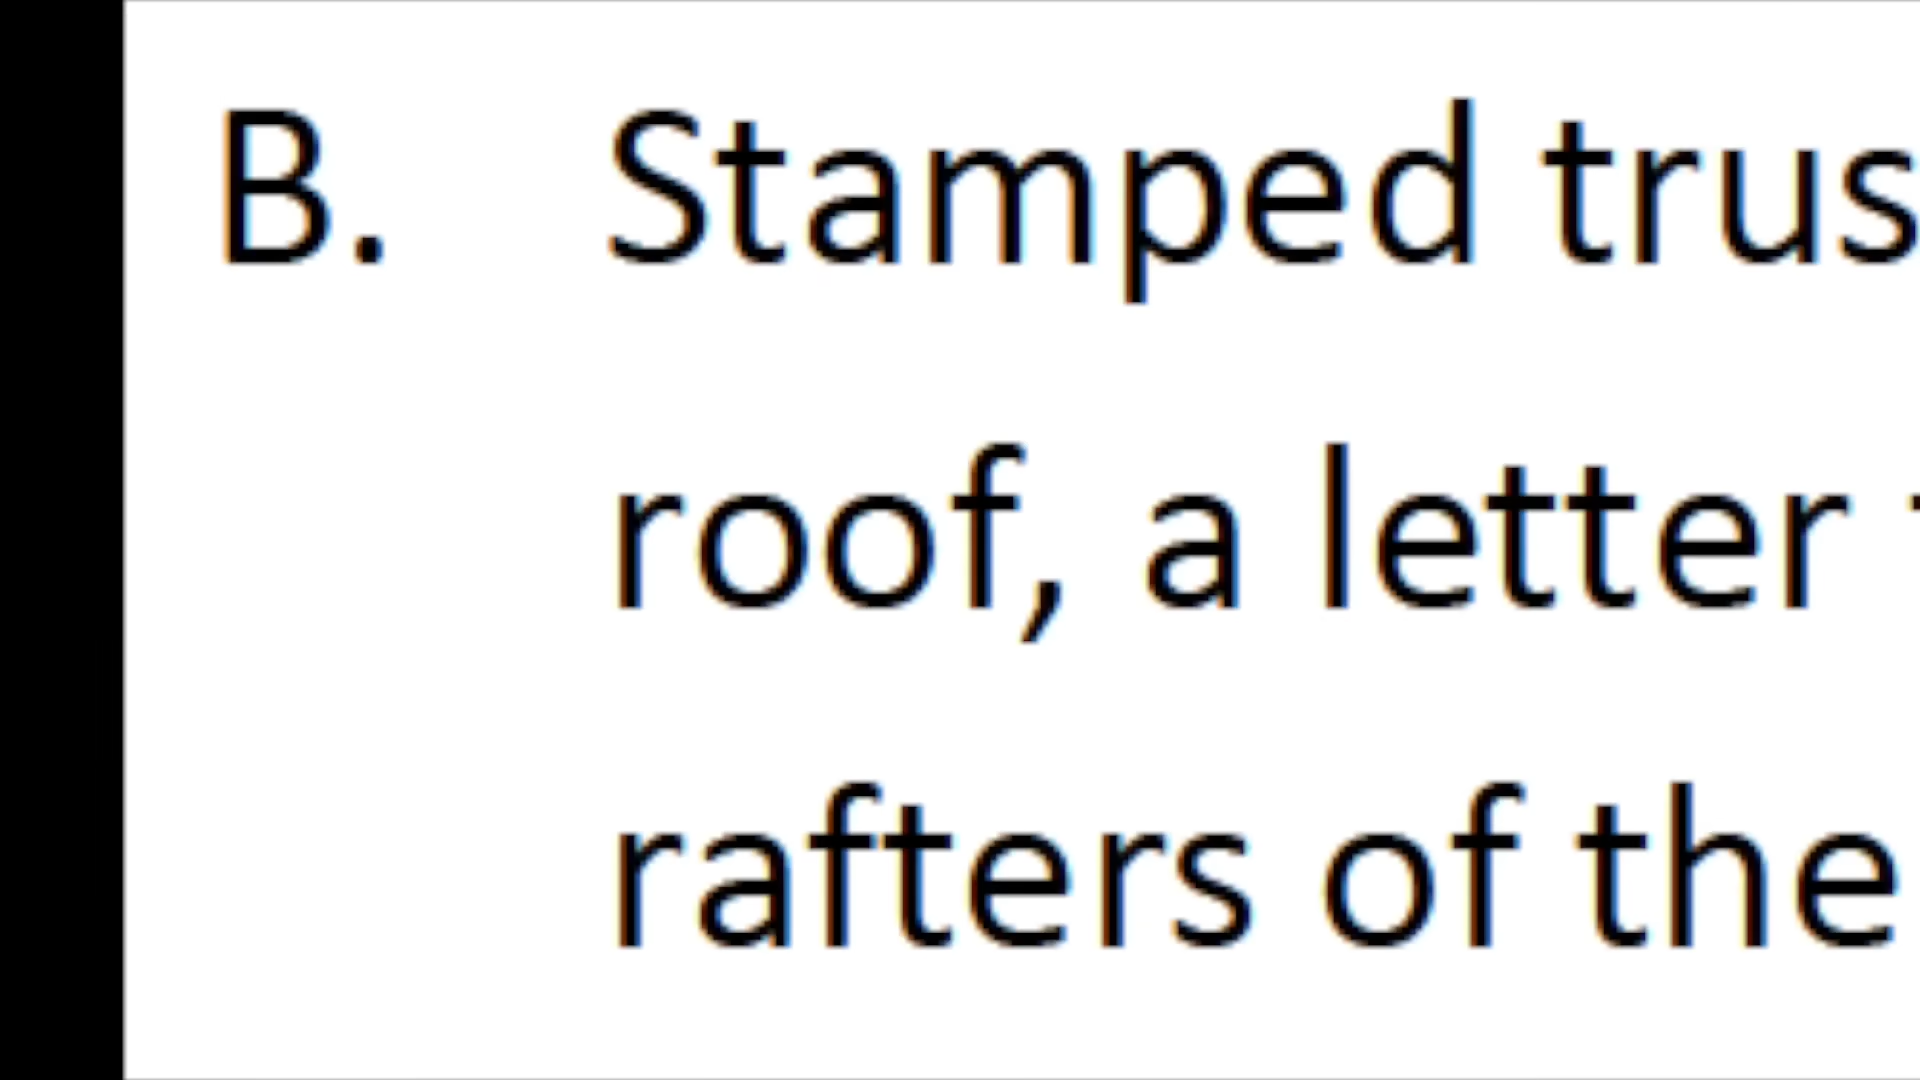 B. Stamped trus
roof, a letter
rafters of the